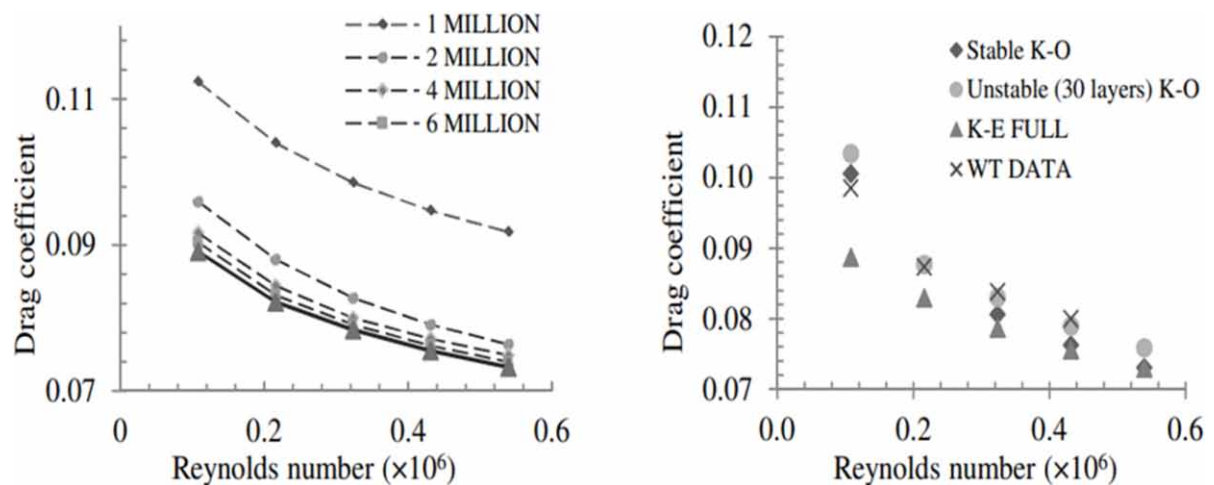 1 MILLION
2 MILLION
4 MILLION
6 MILLION
0.11
0.09
0.07
0
0.2
0.4
0.6
Drag coefficient
Reynolds number (×10⁶)
0.12
0.11
0.10
0.09
0.08
0.07
0.0
0.2
0.4
0.6
Drag coefficient
Reynolds number (×10⁶)
Stable K-O
Unstable (30 layers) K-O
K-E FULL
WT DATA